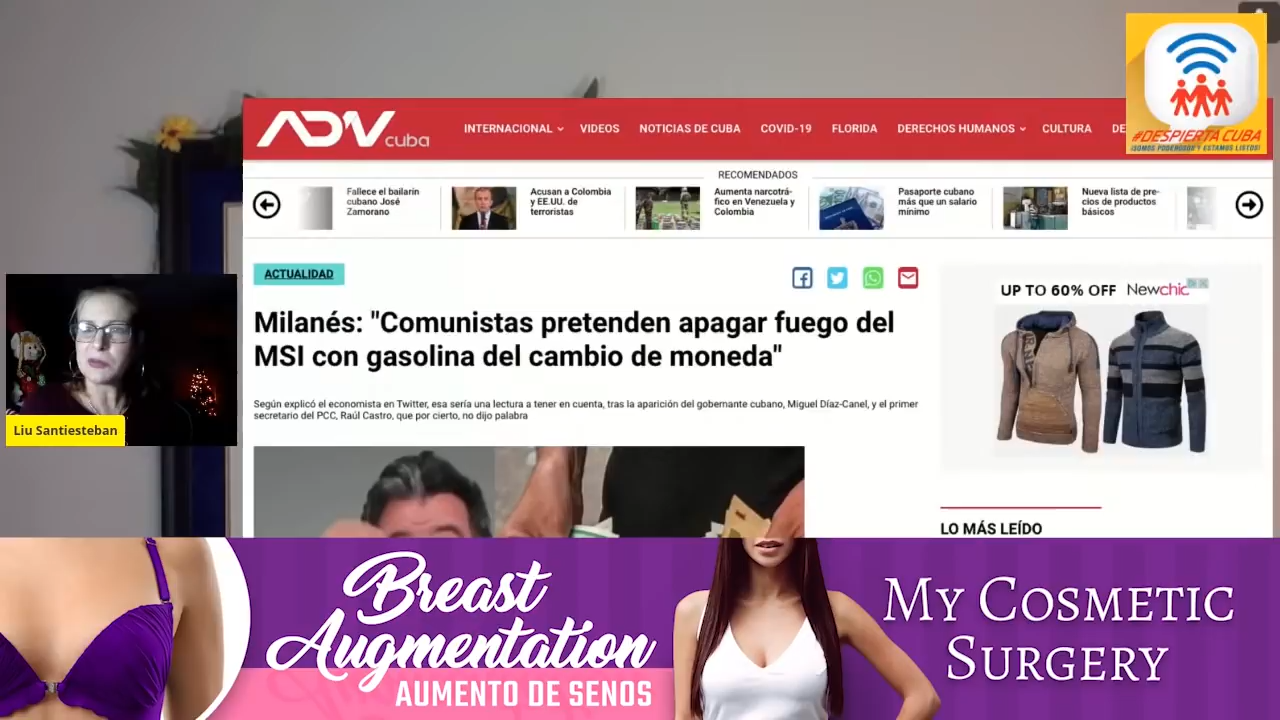 ADN cuba
INTERNACIONAL
VIDEOS
NOTICIAS DE CUBA
COVID-19
FLORIDA
DERECHOS HUMANOS
CULTURA
DE
#DESPIERTA CUBA
¡SOMOS PODEROSOS Y ESTAMOS LISTOS!
RECOMENDADOS
Fallece el bailarín
cubano José
Zamorano
Acusan a Colombia
y EE.UU. de
terroristas
Aumenta narcotrá-
fico en Venezuela y
Colombia
Pasaporte cubano
más que un salario
mínimo
Nueva lista de pre-
cios de productos
básicos
ACTUALIDAD
Milanés: "Comunistas pretenden apagar fuego del
MSI con gasolina del cambio de moneda"
Según explicó el economista en Twitter, esa sería una lectura a tener en cuenta, tras la aparición del gobernante cubano, Miguel Díaz-Canel, y el primer
secretario del PCC, Raúl Castro, que por cierto, no dijo palabra
UP TO 60% OFF Newchic
LO MÁS LEÍDO
Liu Santiesteban
Breast
Augmentation
AUMENTO DE SENOS
My Cosmetic
Surgery